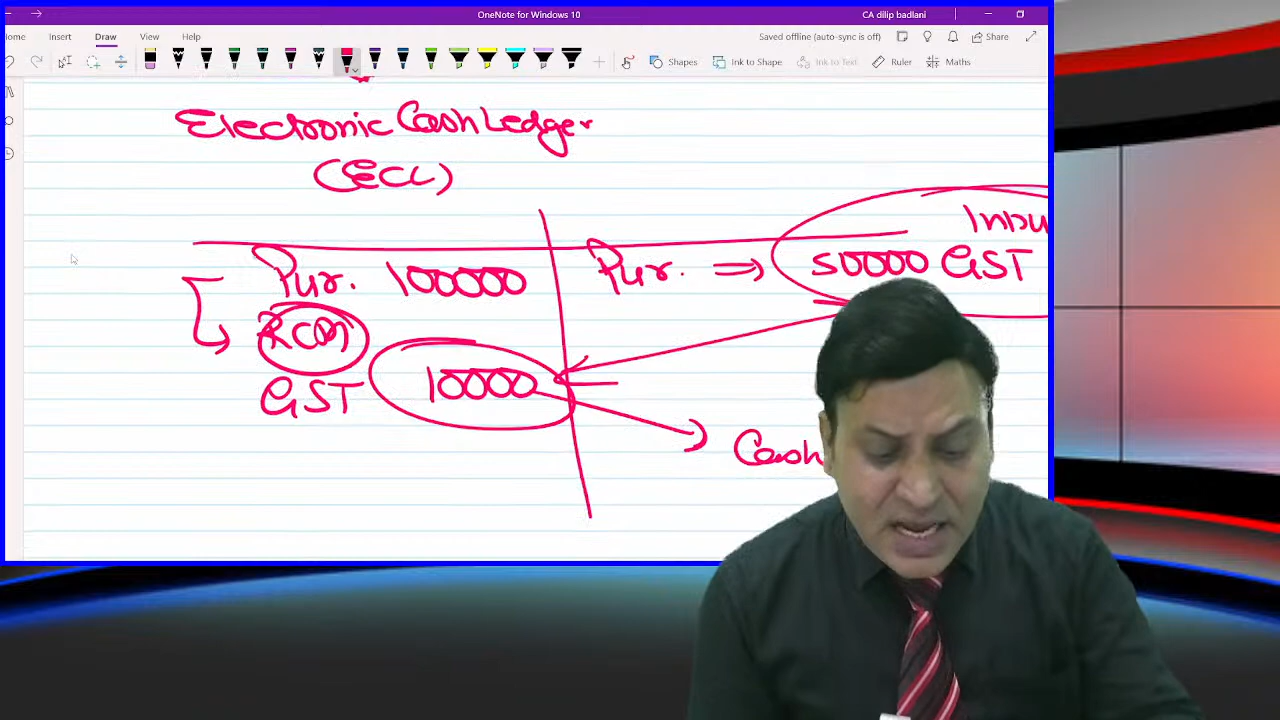 OneNote for Windows 10
CA dilip badlani
Home Insert Draw View Help
Saved offline (auto-sync is off)
Share
Shapes
Ink to Shape
Ink to Text
Ruler
Maths
Electronic Cash Ledger
(ECL)
Pur. 100000
RCM
GST 10000
Pur. ⇒ 50000 GST
Cash